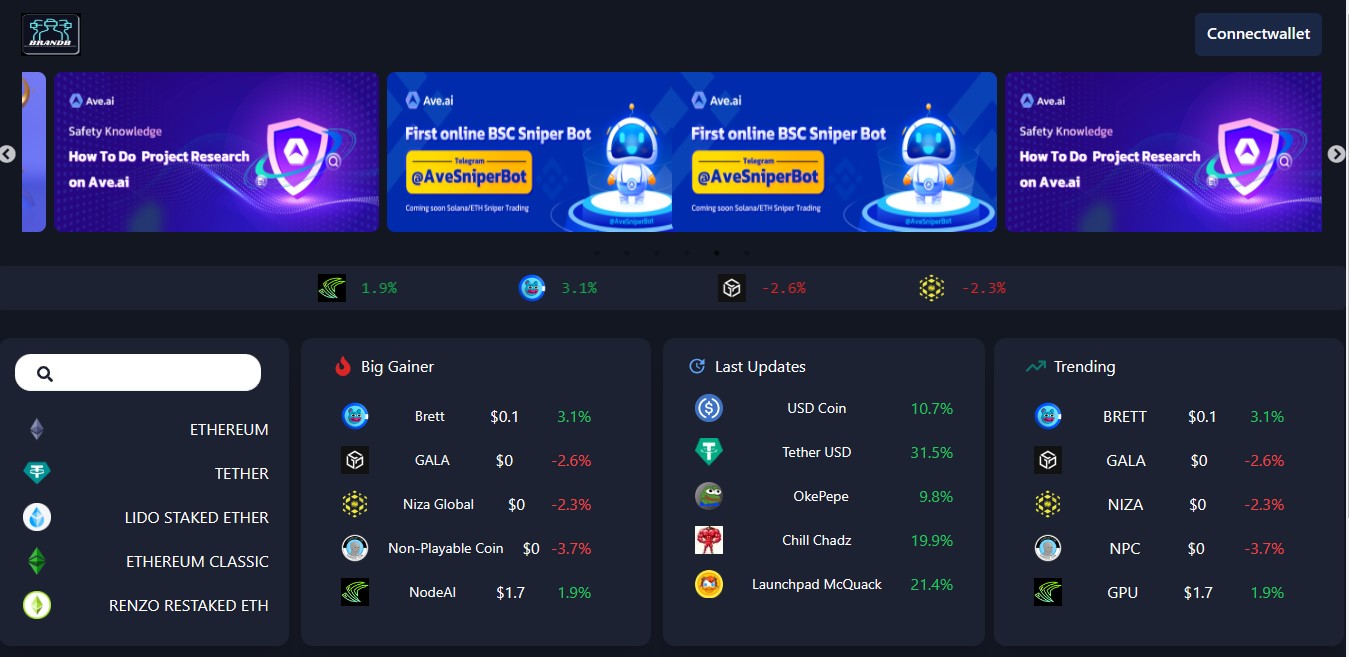 BRANDB
Connectwallet
Ave.ai
Safety Knowledge
How To Do Project Research
on Ave.ai
Ave.ai
First online BSC Sniper Bot
Telegram
@AveSniperBot
Coming soon Solana/ETH Sniper Trading
@AveSniperBot
Ave.ai
First online BSC Sniper Bot
Telegram
@AveSniperBot
Coming soon Solana/ETH Sniper Trading
@AveSniperBot
Ave.ai
Safety Knowledge
How To Do Project Research
on Ave.ai
1.9% 3.1% -2.6% -2.3%
ETHEREUM
TETHER
LIDO STAKED ETHER
ETHEREUM CLASSIC
RENZO RESTAKED ETH
Big Gainer
Brett $0.1 3.1%
GALA $0 -2.6%
Niza Global $0 -2.3%
Non-Playable Coin $0 -3.7%
NodeAI $1.7 1.9%
Last Updates
USD Coin 10.7%
Tether USD 31.5%
OkePepe 9.8%
Chill Chadz 19.9%
Launchpad McQuack 21.4%
Trending
BRETT $0.1 3.1%
GALA $0 -2.6%
NIZA $0 -2.3%
NPC $0 -3.7%
GPU $1.7 1.9%